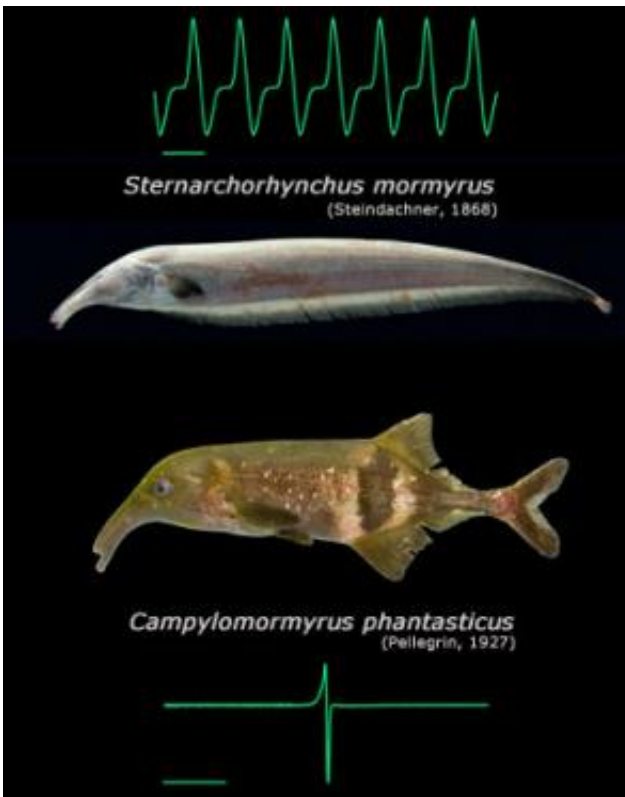 Sternarchorhynchus mormyrus
(Steindachner, 1868)
Campylomormyrus phantasticus
(Pellegrin, 1927)